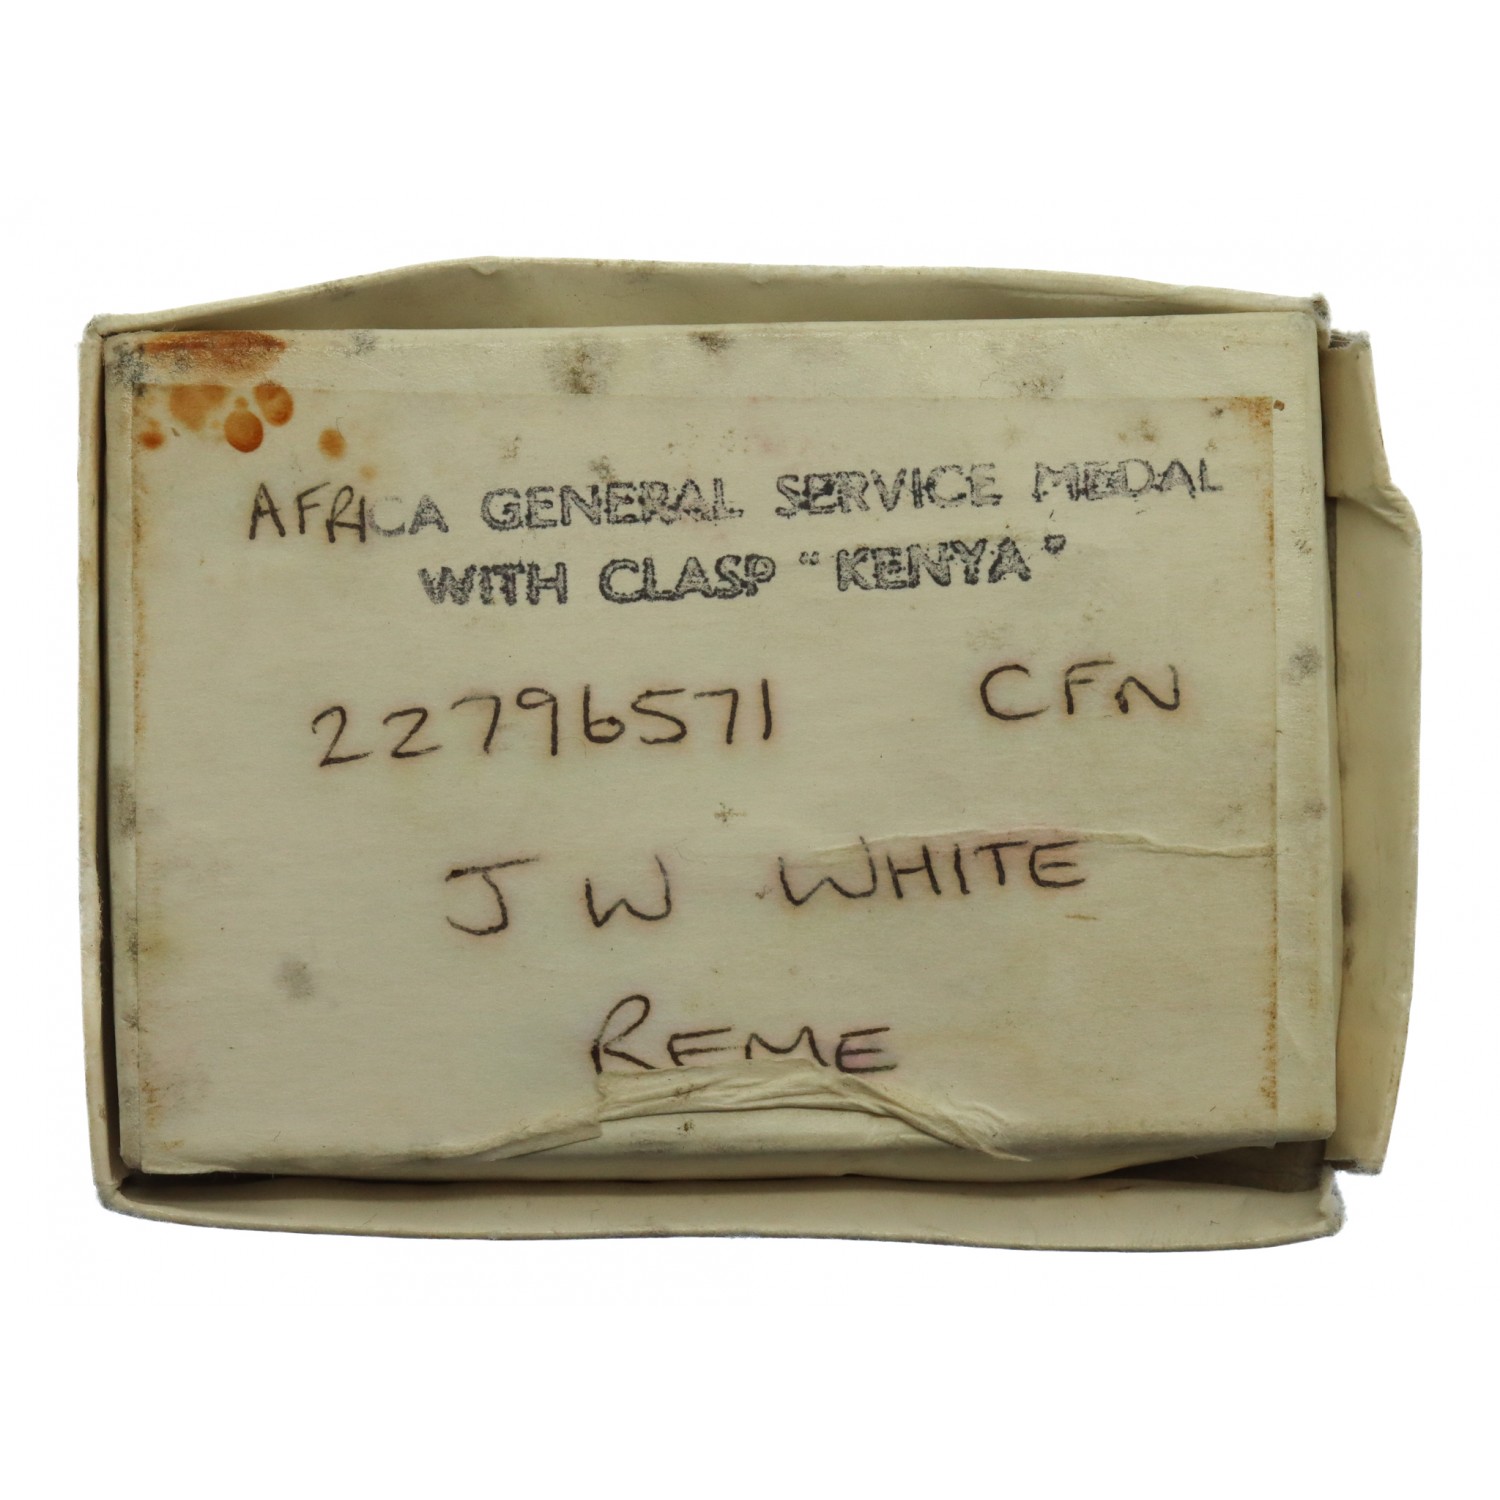 AFRICA GENERAL SERVICE MEDAL
WITH CLASP "KENYA"
22796571 CFN
J W WHITE
REME